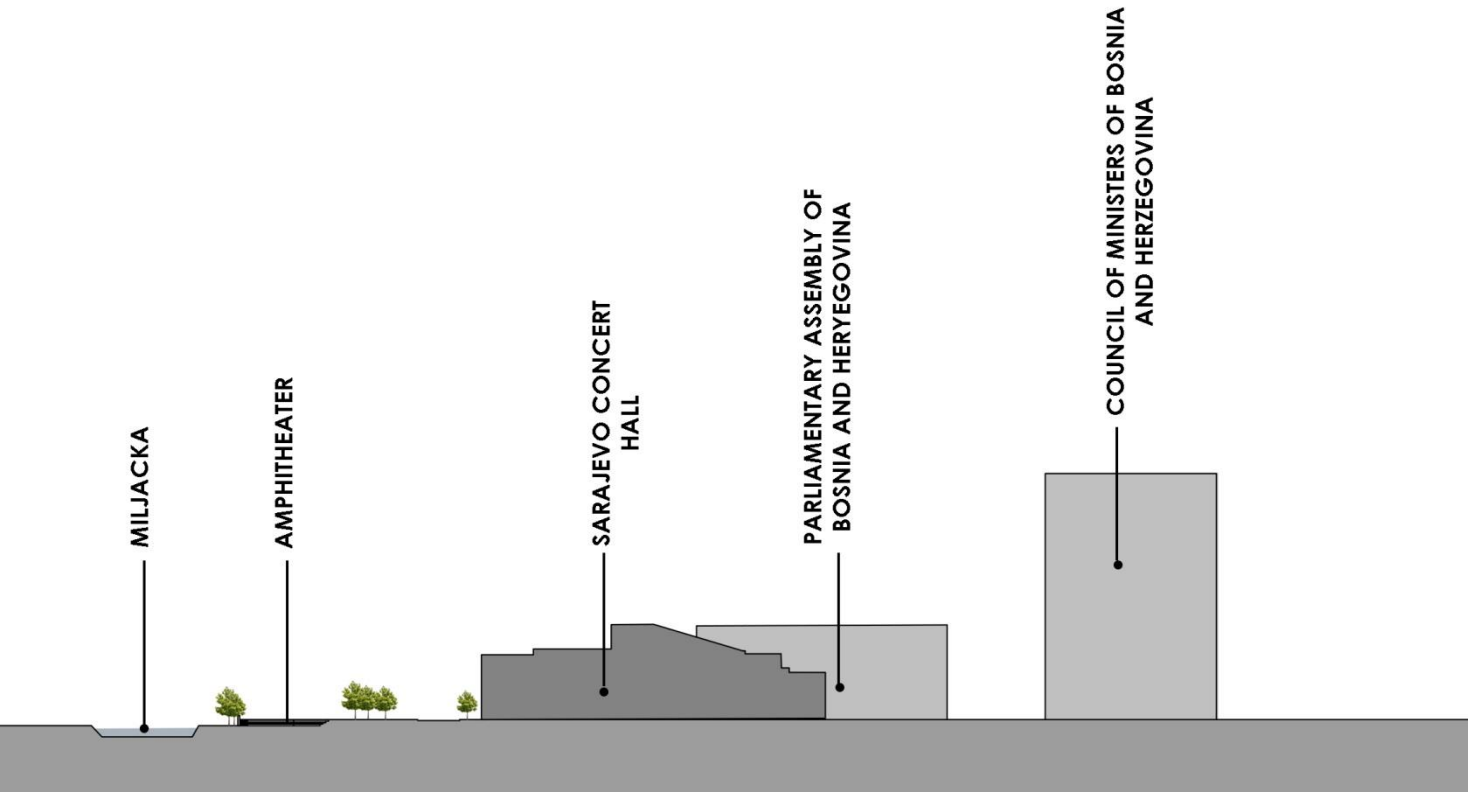 MILJACKA
AMPHITHEATER
SARAJEVO CONCERT
HALL
PARLIAMENTARY ASSEMBLY OF
BOSNIA AND HERYEGOVINA
COUNCIL OF MINISTERS OF BOSNIA
AND HERZEGOVINA